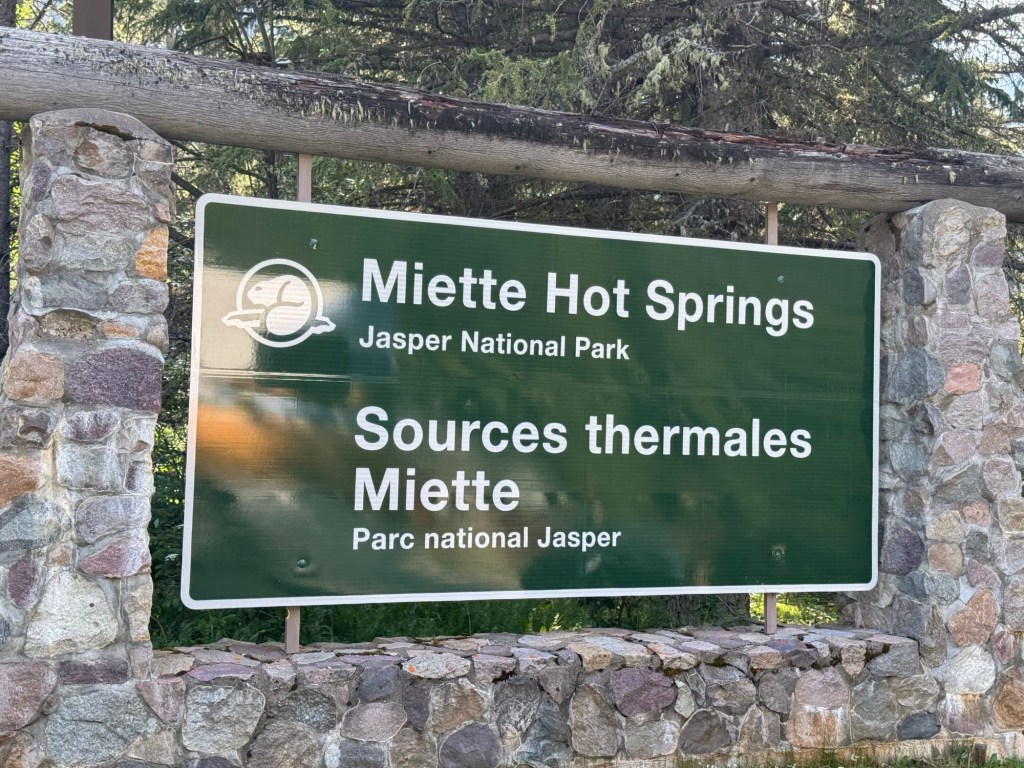 Miette Hot Springs
Jasper National Park
Sources thermales
Miette
Parc national Jasper